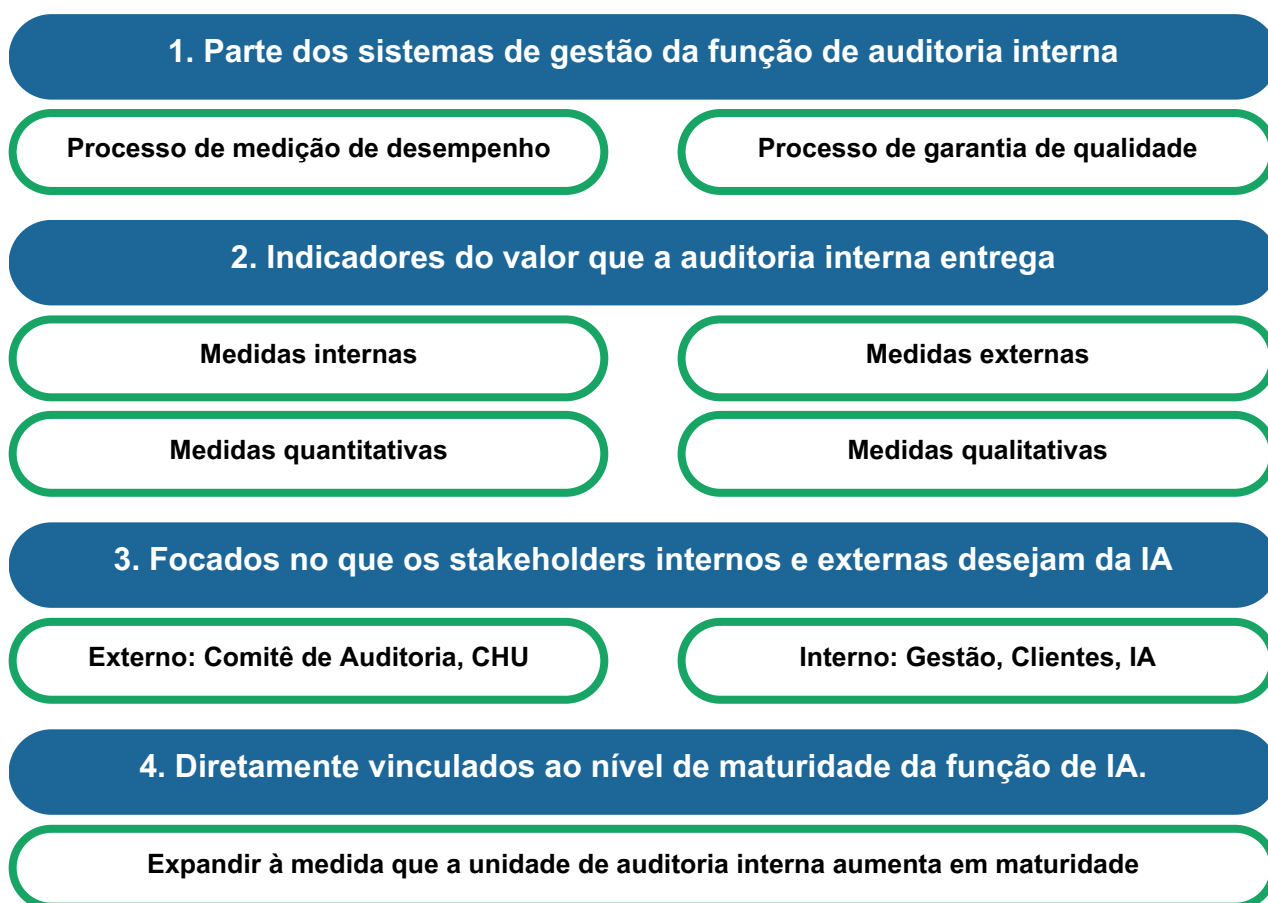 1. Parte dos sistemas de gestão da função de auditoria interna
Processo de medição de desempenho
Processo de garantia de qualidade
2. Indicadores do valor que a auditoria interna entrega
Medidas internas
Medidas externas
Medidas quantitativas
Medidas qualitativas
3. Focados no que os stakeholders internos e externas desejam da IA
Externo: Comitê de Auditoria, CHU
Interno: Gestão, Clientes, IA
4. Diretamente vinculados ao nível de maturidade da função de IA.
Expandir à medida que a unidade de auditoria interna aumenta em maturidade